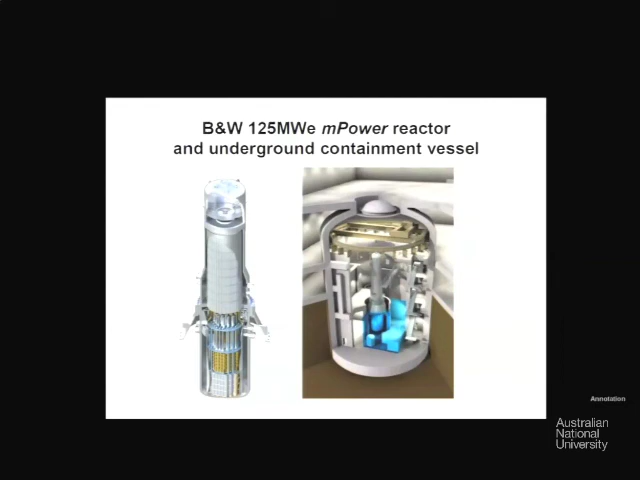 B&W 125MWe mPower reactor
and underground containment vessel
Annotation
Australian
National
University